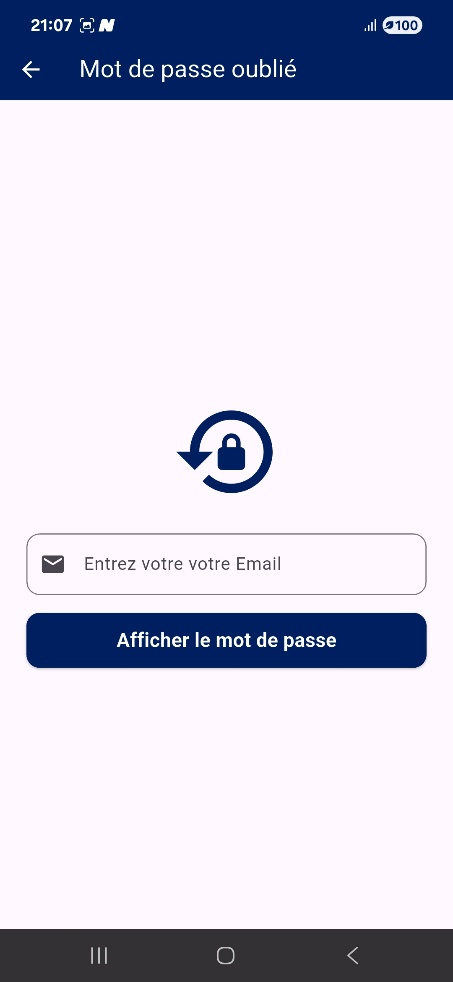 21:07 N 100
Mot de passe oublié
Entrez votre votre Email
Afficher le mot de passe